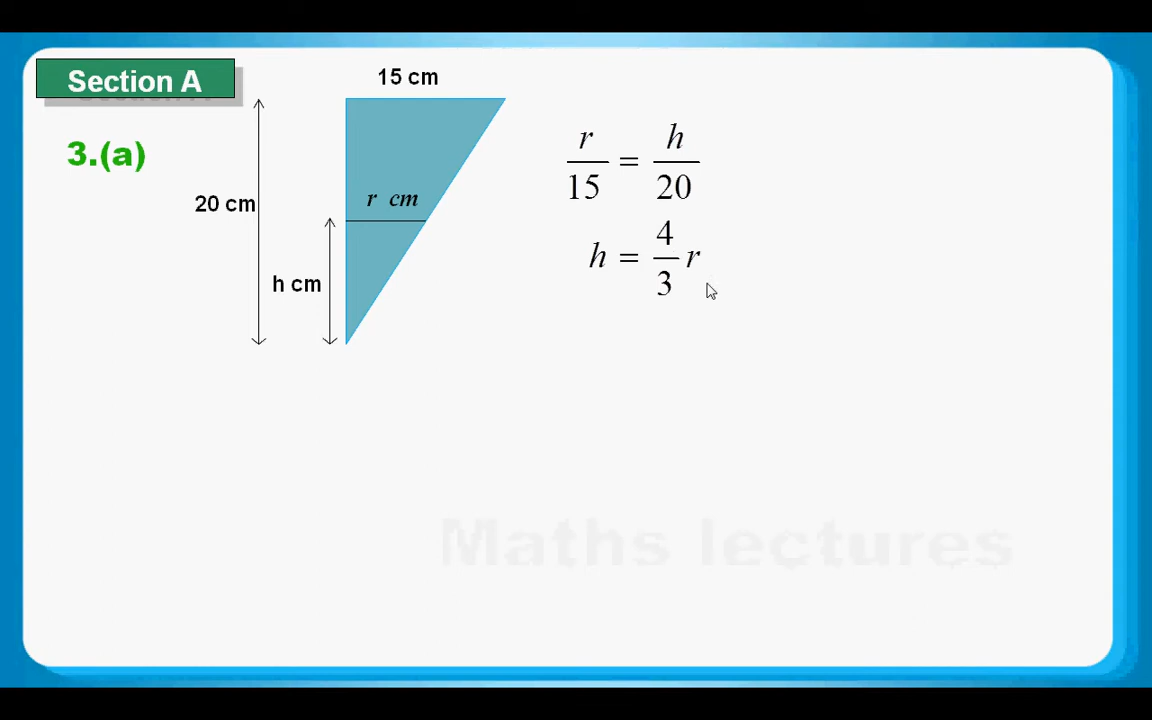 Section A
15 cm
3.(a)
r/15 = h/20
20 cm
r cm
h = 4/3 r
h cm
Maths lectures